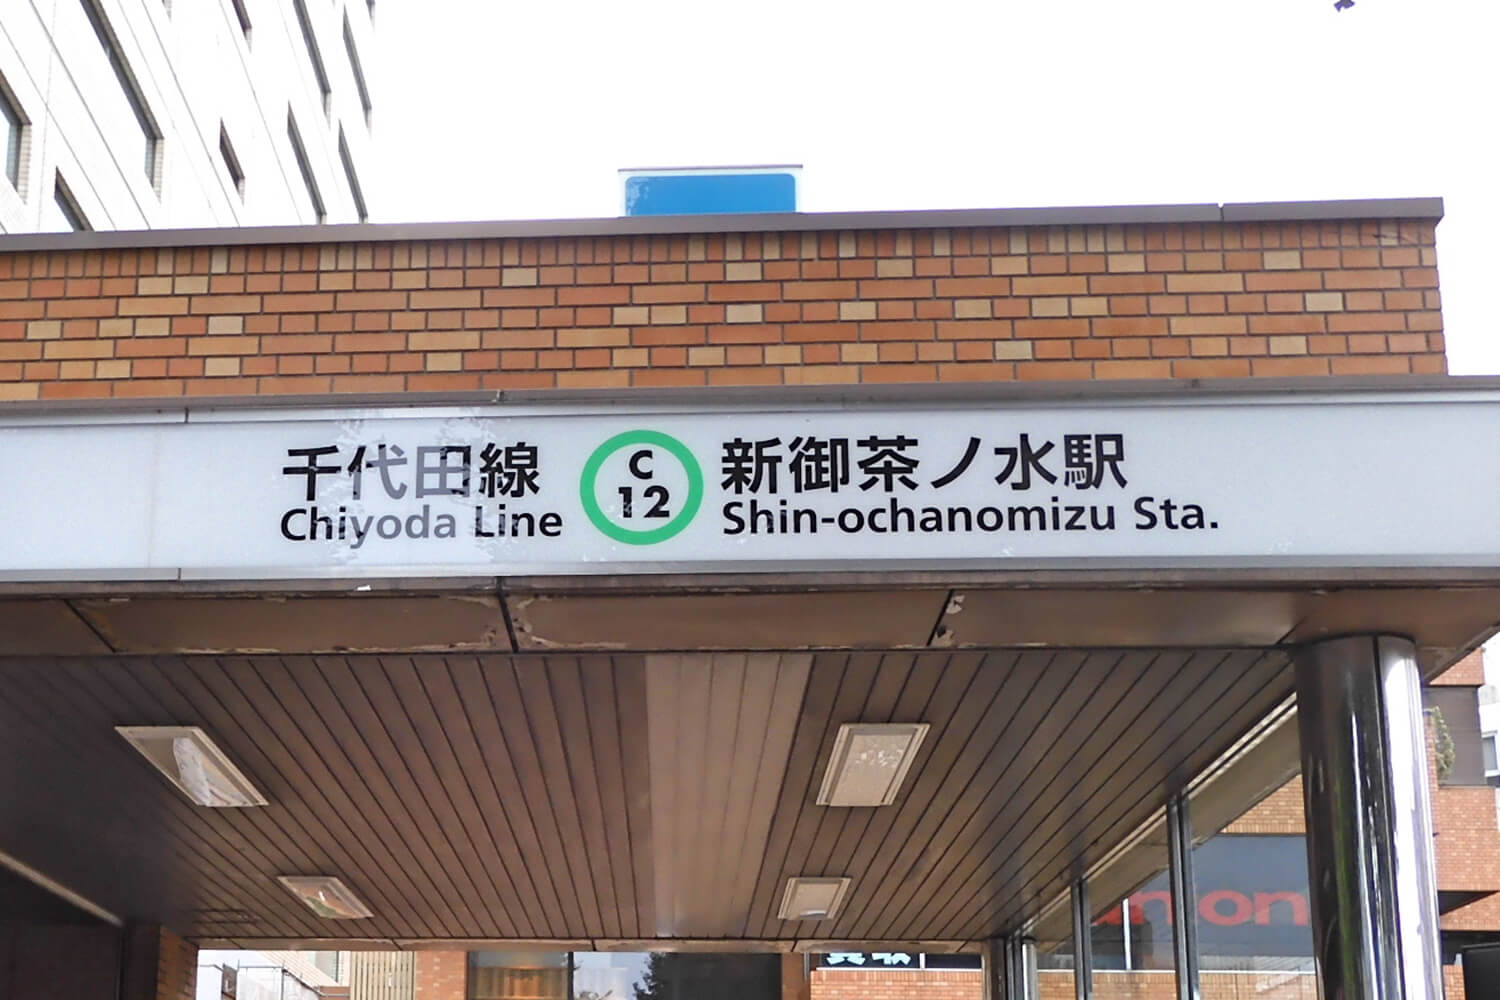 千代田線
Chiyoda Line
C
12
新御茶ノ水駅
Shin-ochanomizu Sta.